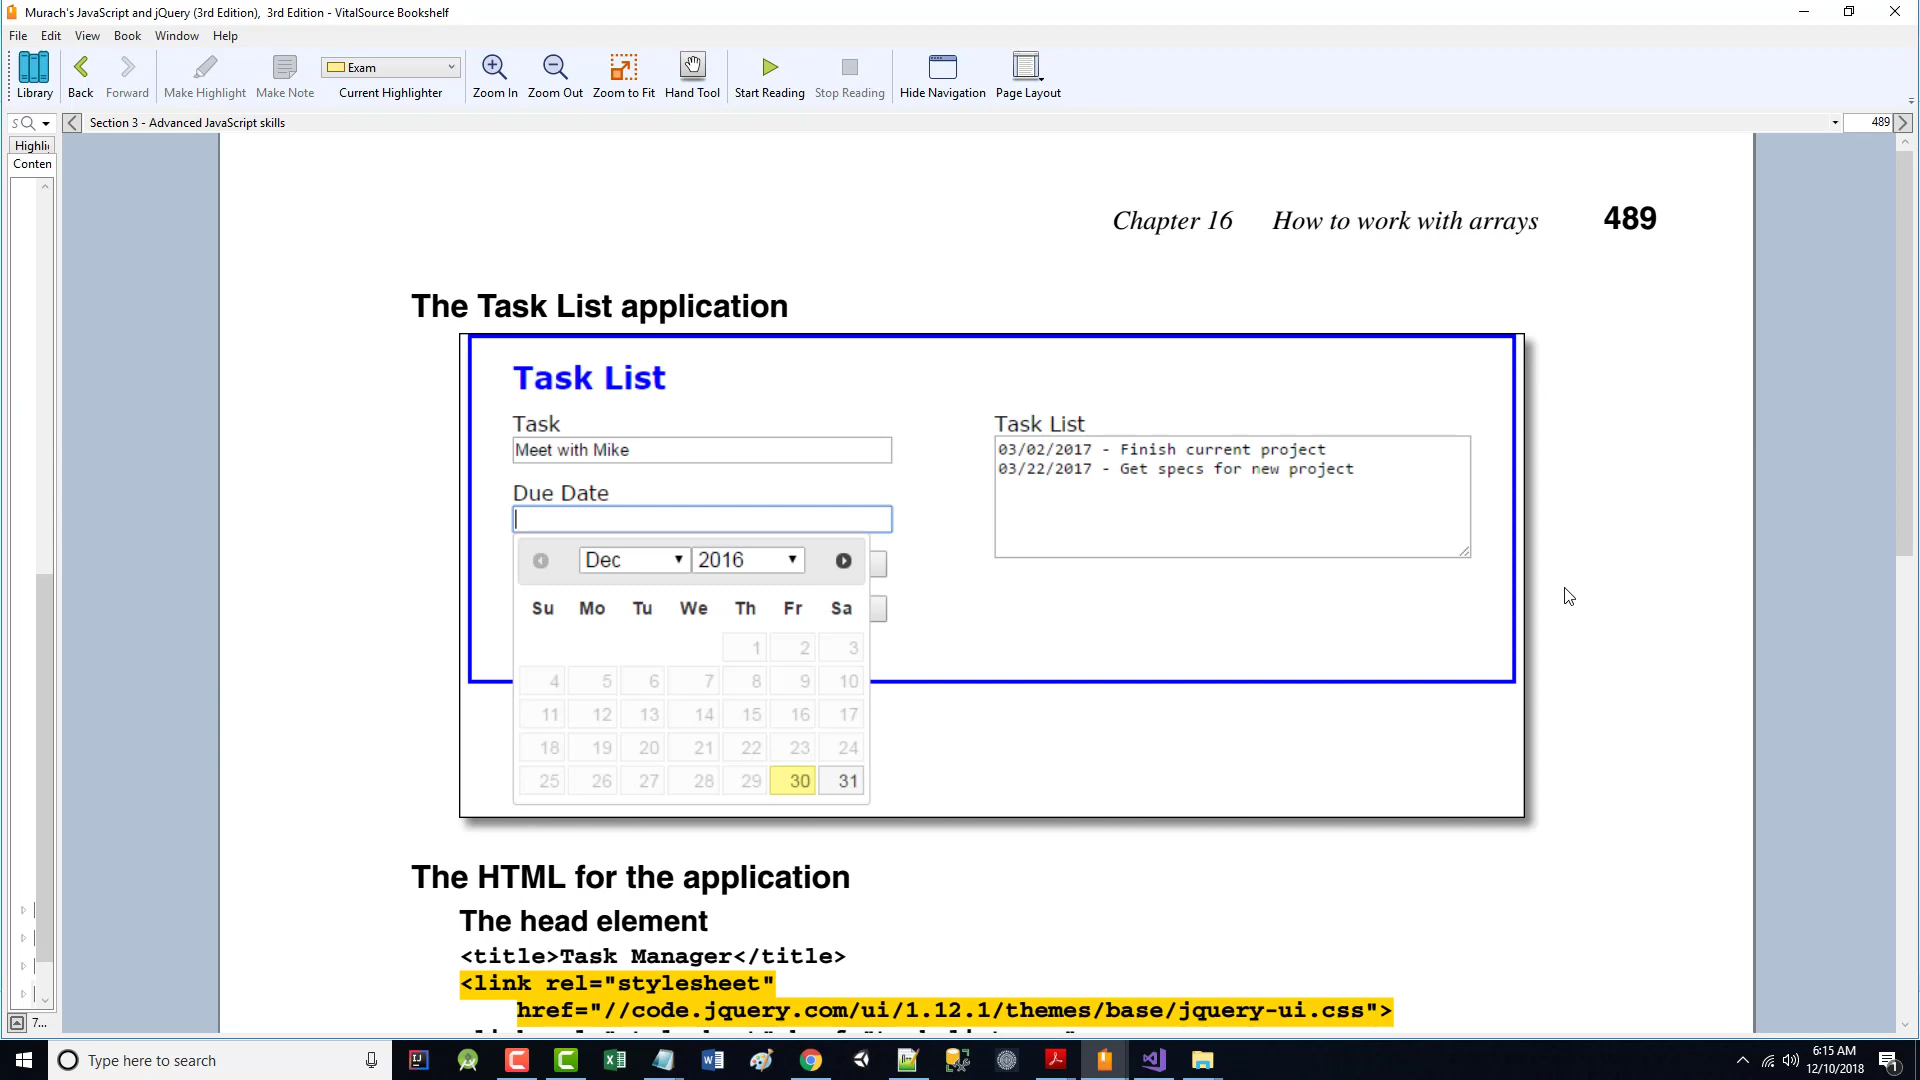 Murach's JavaScript and jQuery (3rd Edition),  3rd Edition - VitalSource Bookshelf
File Edit View Book Window Help
Exam
Library Back Forward Make Highlight Make Note Current Highlighter Zoom In Zoom Out Zoom to Fit Hand Tool Start Reading Stop Reading Hide Navigation Page Layout
S Section 3 - Advanced JavaScript skills 489
Highli
Conten
Chapter 16 How to work with arrays 489
The Task List application
Task List
Task Task List
Meet with Mike
03/02/2017 - Finish current project
03/22/2017 - Get specs for new project
Due Date
Dec 2016
Su Mo Tu We Th Fr Sa
1 2 3
4 5 6 7 8 9 10
11 12 13 14 15 16 17
18 19 20 21 22 23 24
25 26 27 28 29 30 31
The HTML for the application
The head element
<title>Task Manager</title>
<link rel="stylesheet"
href="//code.jquery.com/ui/1.12.1/themes/base/jquery-ui.css">
7...
Type here to search
6:15 AM
12/10/2018
1